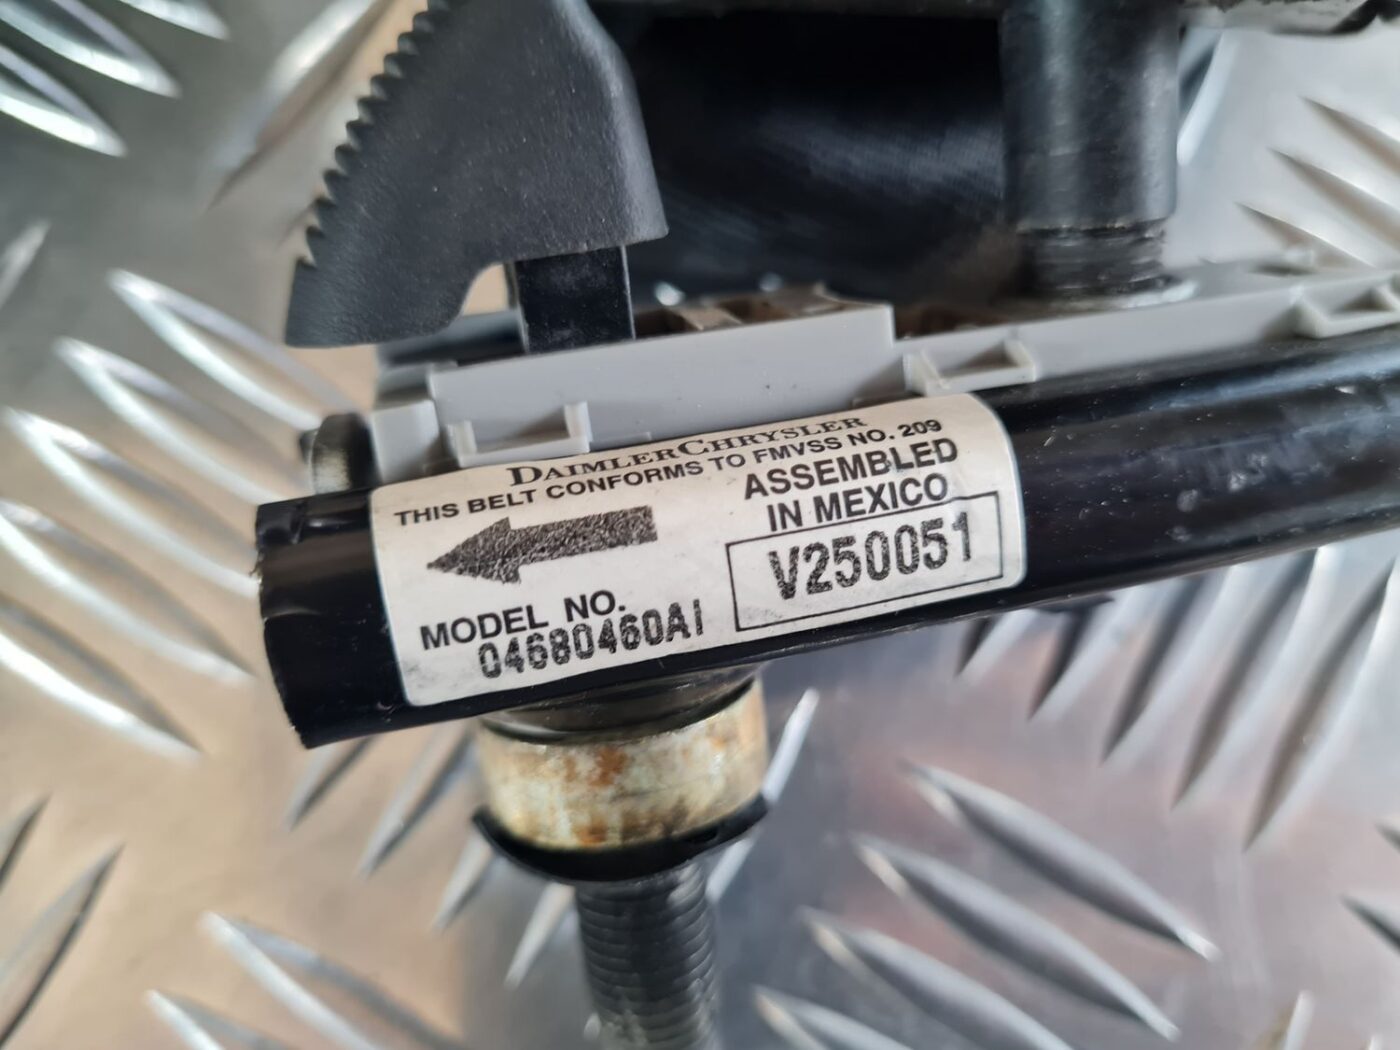 DAIMLERCHRYSLER
THIS BELT CONFORMS TO FMVSS NO. 209
ASSEMBLED
IN MEXICO
V250051
MODEL NO.
04680460AI